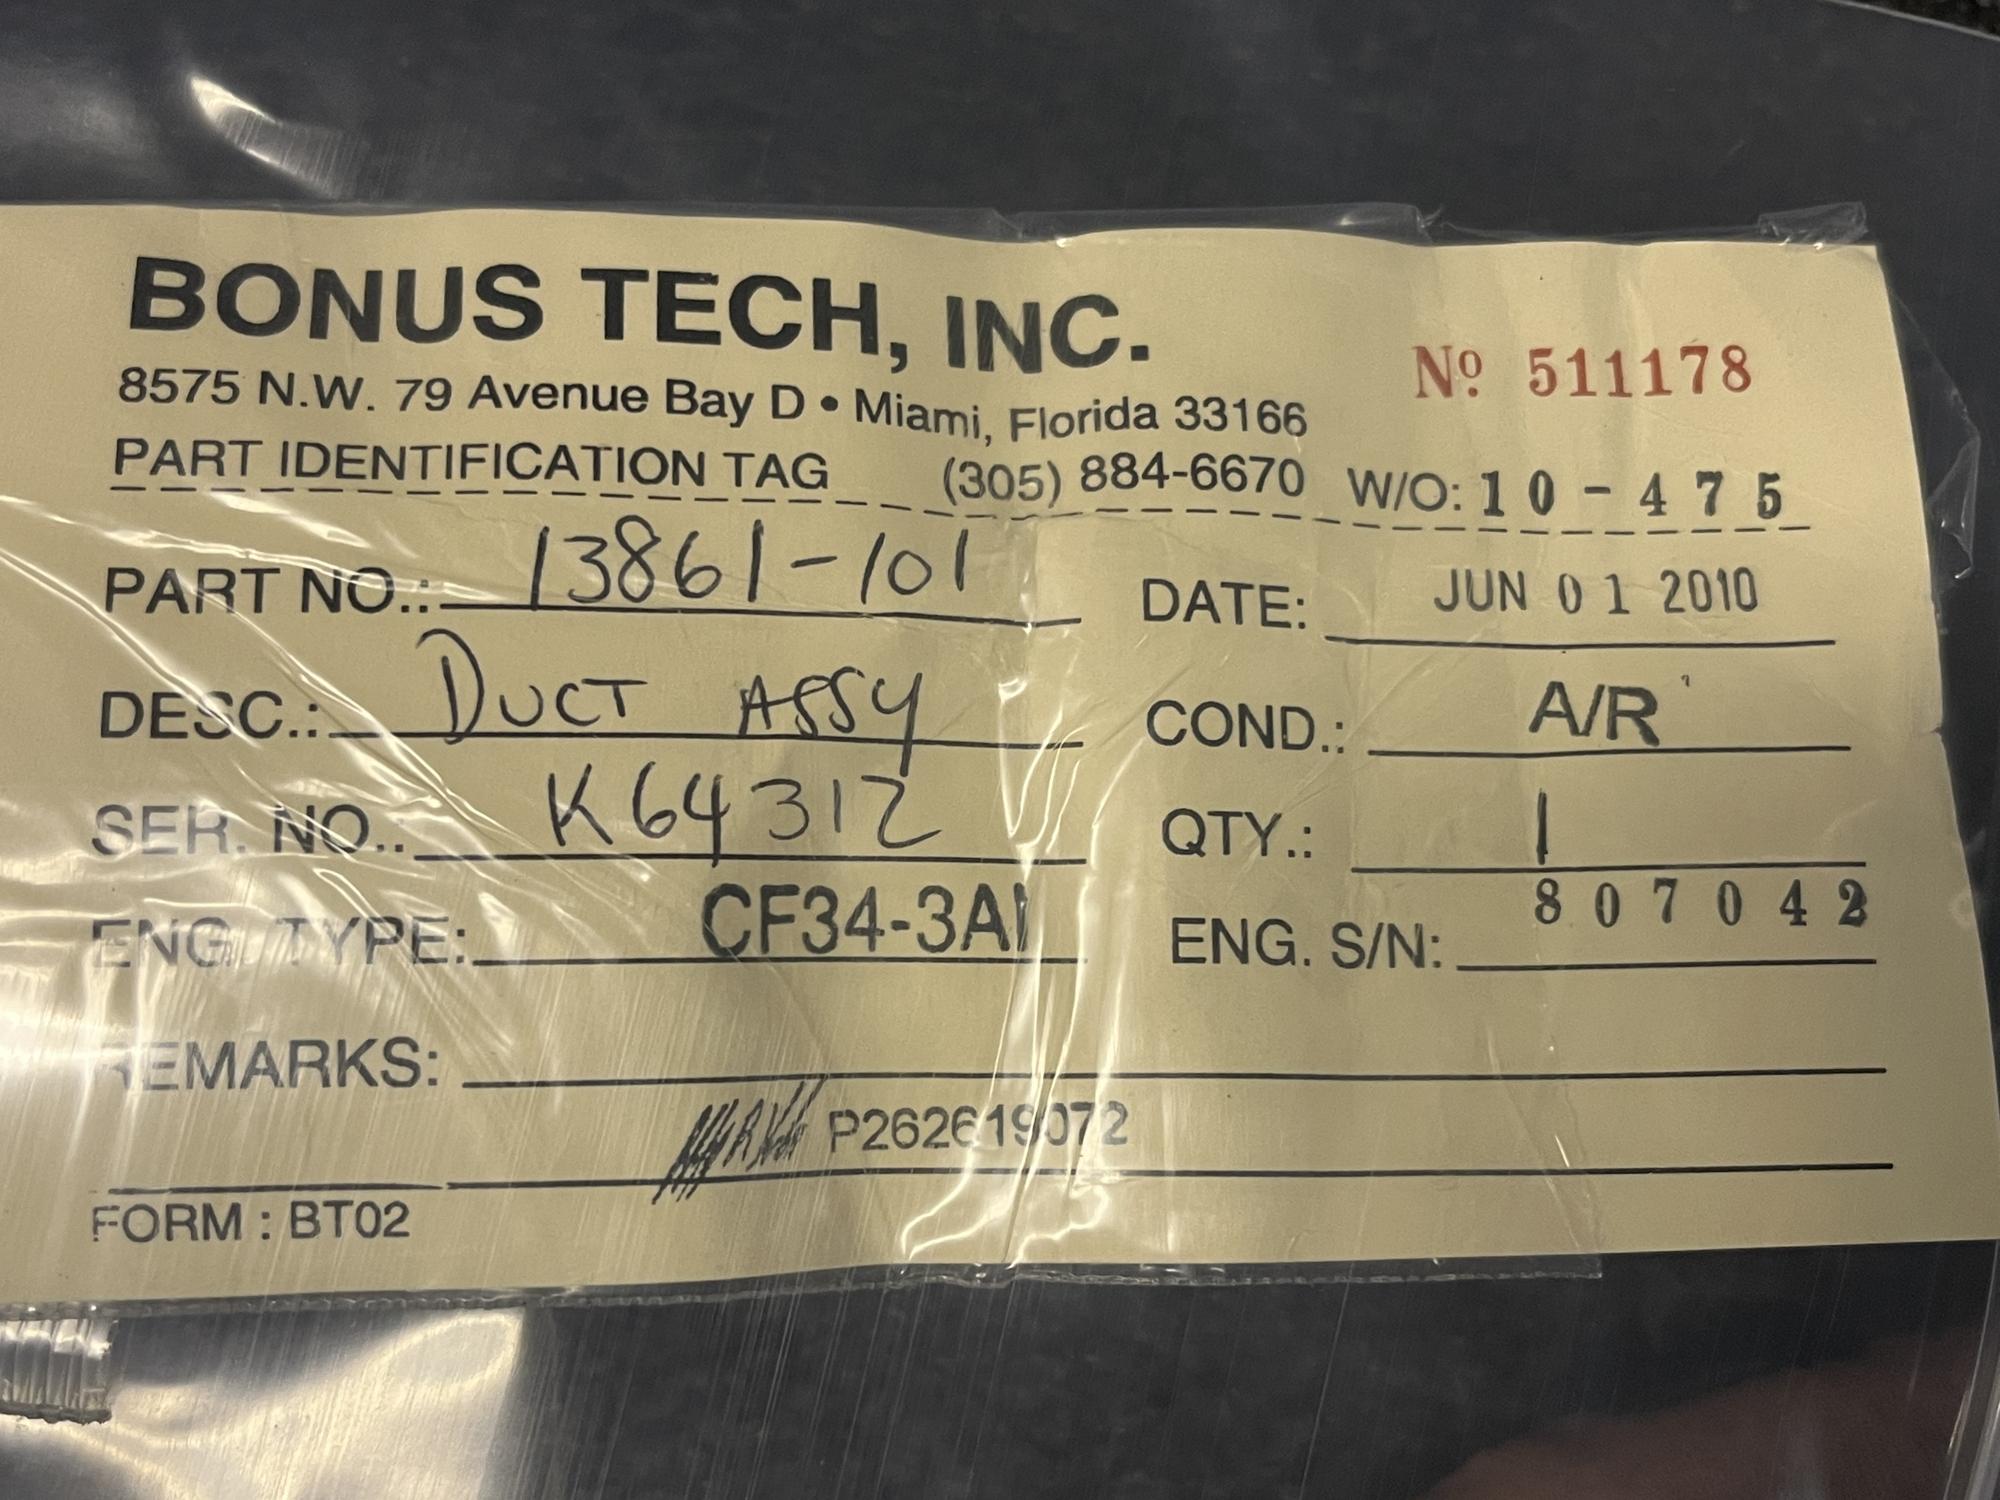 BONUS TECH, INC.
8575 N.W. 79 Avenue Bay D • Miami, Florida 33166
Nº 511178
PART IDENTIFICATION TAG (305) 884-6670 W/O: 10-475
PART NO.: 13861-101 DATE: JUN 01 2010
DESC.: DUCT ASSY COND.: A/R
SER. NO.: K64312 QTY.: 1
ENG. TYPE: CF34-3A1 ENG. S/N: 807042
REMARKS:
P262619072
FORM : BT02